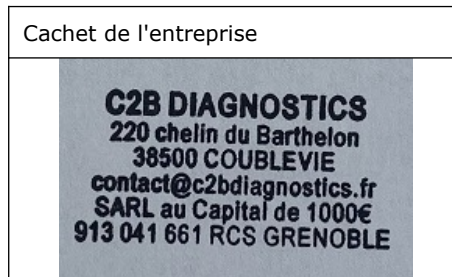 Cachet de l'entreprise
C2B DIAGNOSTICS
220 chelin du Barthelon
38500 COUBLEVIE
contact@c2bdiagnostics.fr
SARL au Capital de 1000€
913 041 661 RCS GRENOBLE